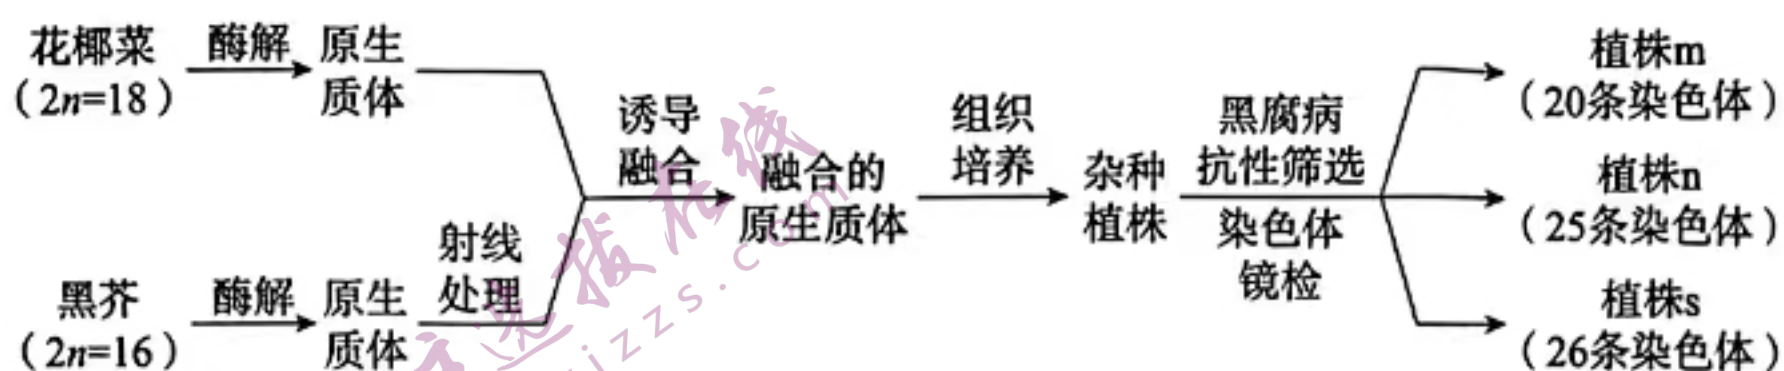 花椰菜
(2n=18)
酶解
原生
质体
黑芥
(2n=16)
酶解
原生
质体
射线
处理
诱导
融合
融合的
原生质体
组织
培养
杂种
植株
黑腐病
抗性筛选
染色体
镜检
植株m
(20条染色体)
植株n
(25条染色体)
植株s
(26条染色体)